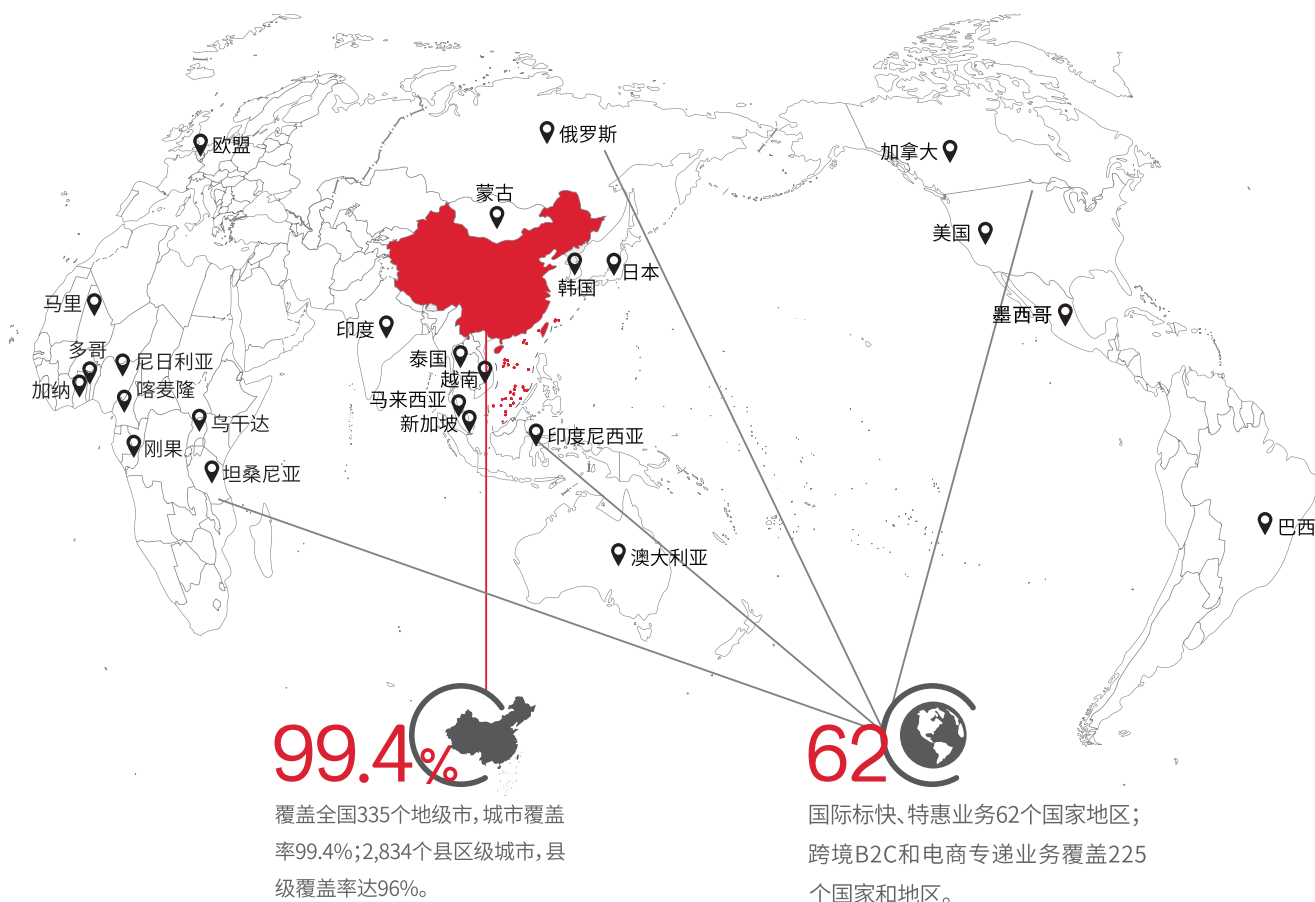 欧盟
俄罗斯
加拿大
蒙古
美国
日本
韩国
马里
墨西哥
印度
多哥
尼日利亚
泰国
越南
加纳
喀麦隆
马来西亚
乌干达
新加坡
印度尼西亚
刚果
坦桑尼亚
巴西
澳大利亚
99.4%
覆盖全国335个地级市，城市覆盖
率99.4%；2,834个县区级城市，县
级覆盖率达96%。
62
国际标快、特惠业务62个国家地区；
跨境B2C和电商专递业务覆盖225
个国家和地区。